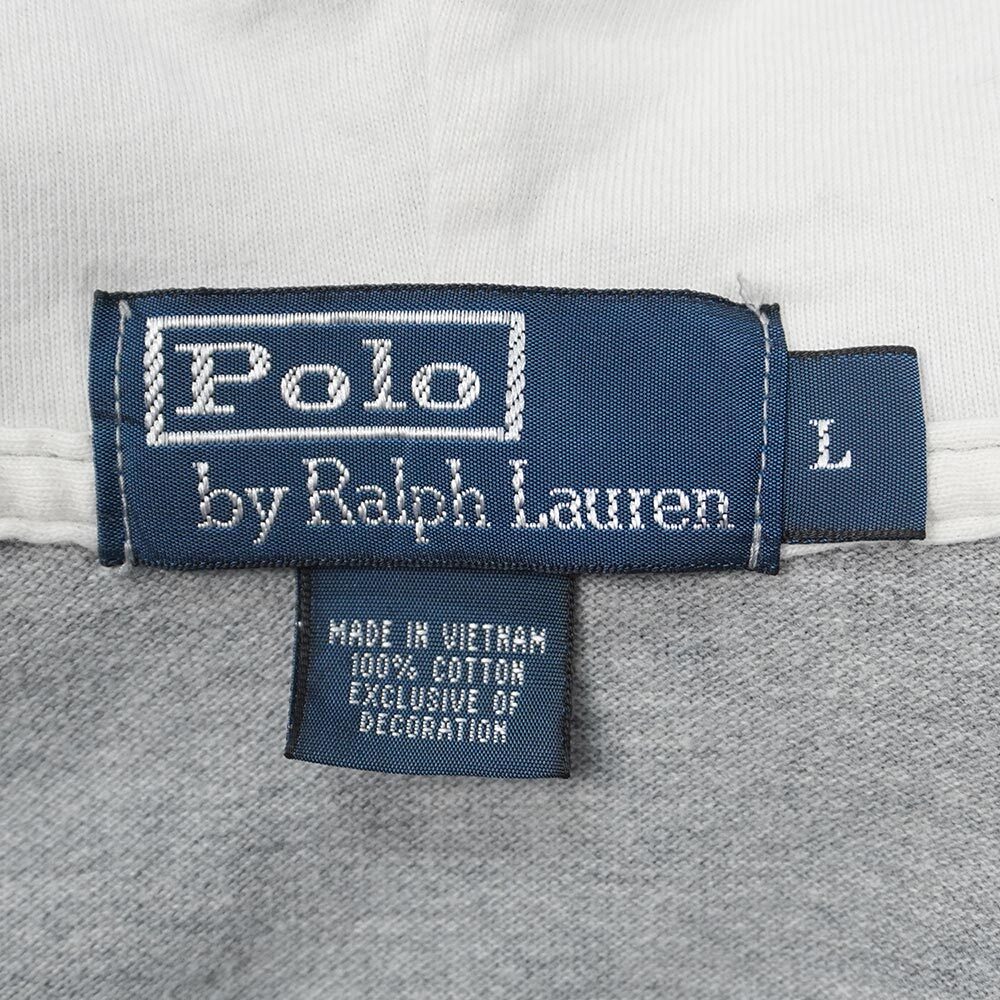 Polo
by Ralph Lauren
L
MADE IN VIETNAM
100% COTTON
EXCLUSIVE OF
DECORATION